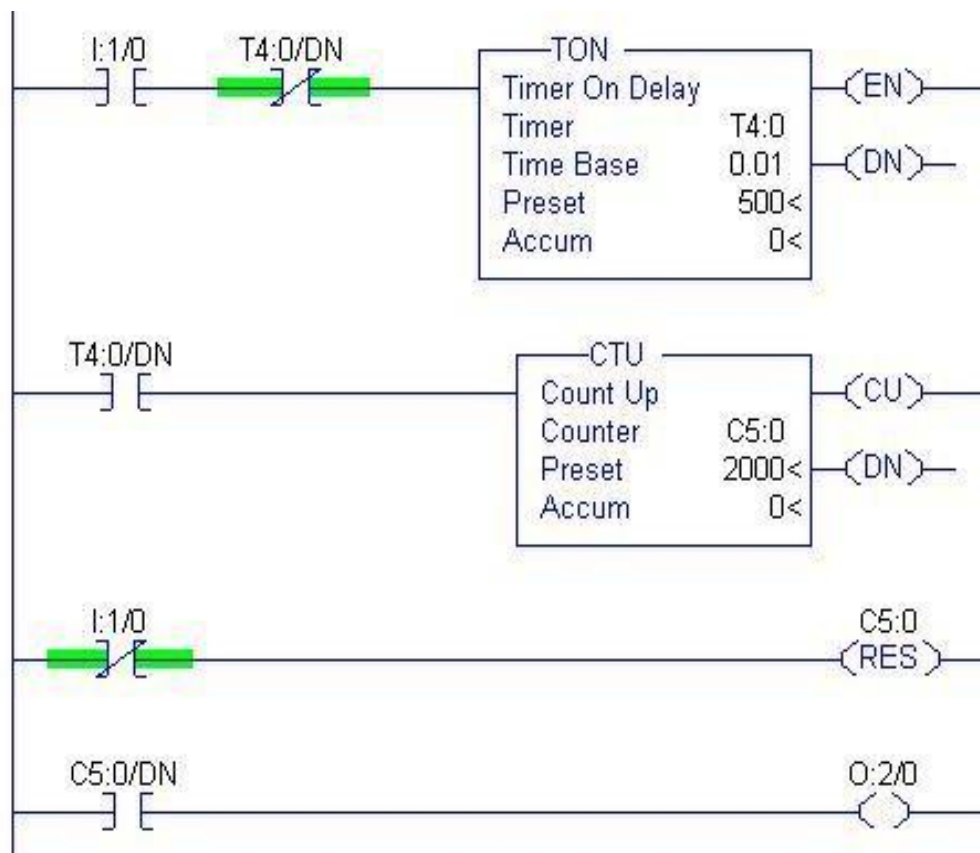 I:1/0 T4:0/DN TON
Timer On Delay (EN)
Timer T4:0
Time Base 0.01 (DN)
Preset 500<
Accum 0<
T4:0/DN CTU
Count Up (CU)
Counter C5:0
Preset 2000< (DN)
Accum 0<
I:1/0 C5:0
(RES)
C5:0/DN O:2/0